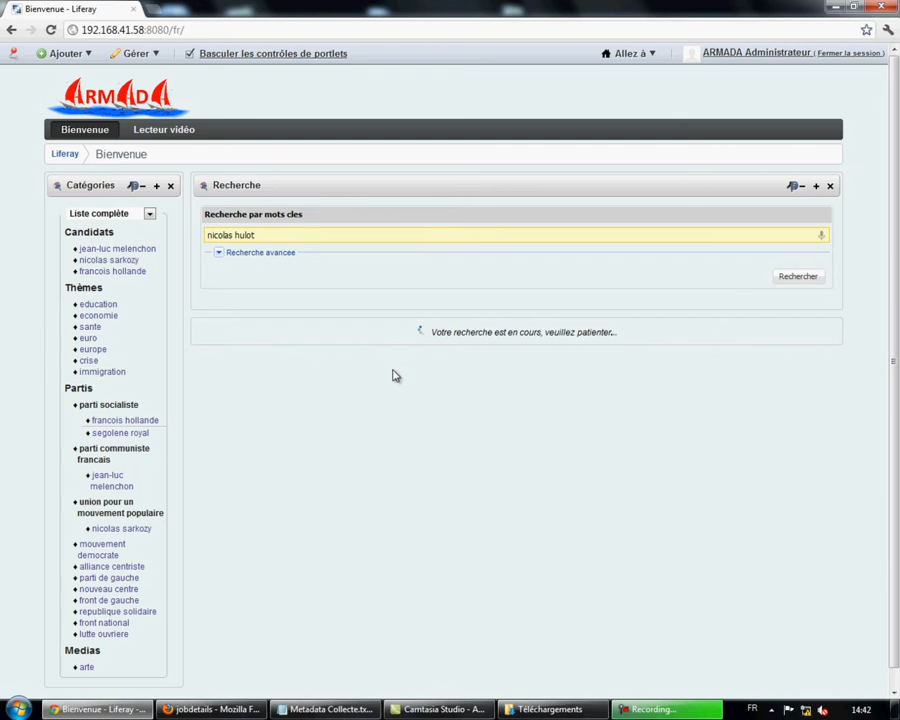 Bienvenue - Liferay
192.168.41.58:8080/fr/
Ajouter
Gérer
Basculer les contrôles de portlets
Allez à
ARMADA Administrateur (Fermer la session)
ARMADA
Bienvenue
Lecteur vidéo
Liferay
Bienvenue
Catégories
Liste complète
Candidats
jean-luc melenchon
nicolas sarkozy
francois hollande
Thèmes
education
economie
sante
euro
europe
crise
immigration
Partis
parti socialiste
francois hollande
segolene royal
parti communiste
francais
jean-luc
melenchon
union pour un
mouvement populaire
nicolas sarkozy
mouvement
democrate
alliance centriste
parti de gauche
nouveau centre
front de gauche
republique solidaire
front national
lutte ouvriere
Medias
arte
Recherche
Recherche par mots cles
nicolas hulot
Recherche avancee
Rechercher
Votre recherche est en cours, veuillez patienter...
Bienvenue - Liferay -...
jobdetails - Mozilla F...
Metadata Collecte.tx...
Camtasia Studio - A...
Téléchargements
Recording...
FR
14:42